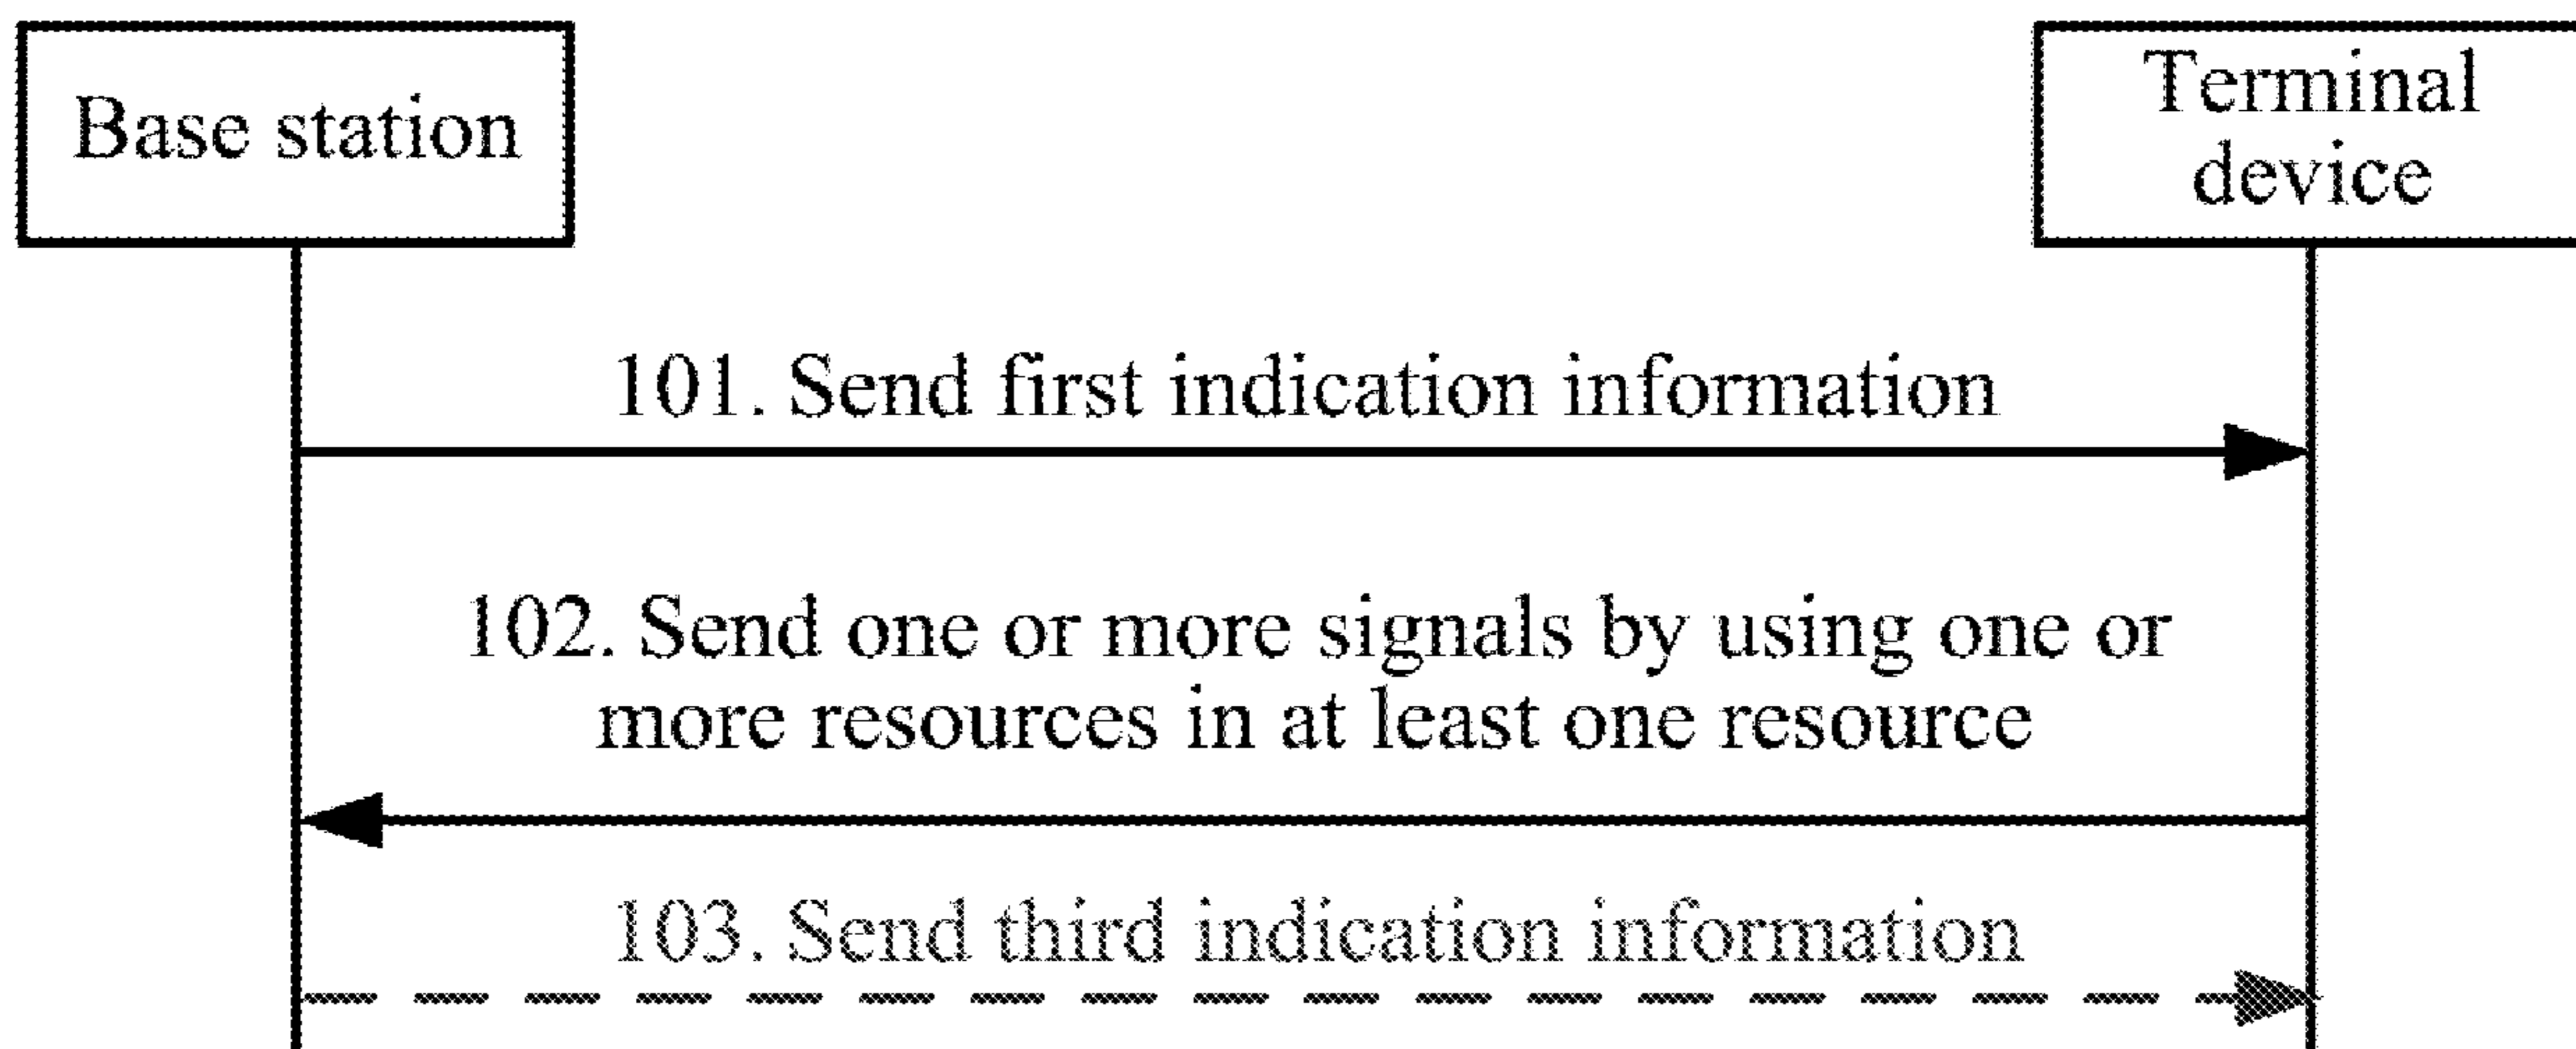 Base station
Terminal
device
101. Send first indication information
102. Send one or more signals by using one or
more resources in at least one resource
103. Send third indication information